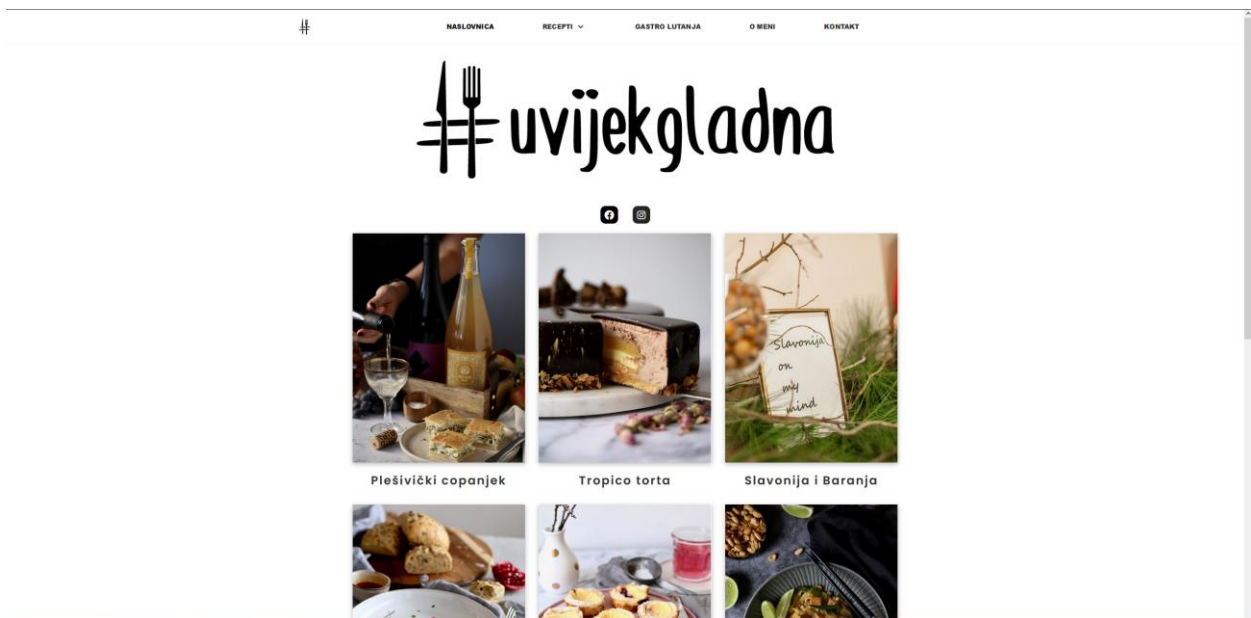 NASLOVNICA RECEPTI GASTRO LUTANJA O MENI KONTAKT
#uvijekgladna
Slavonija
on
my
mind
Plešivički copanjek Tropico torta Slavonija i Baranja